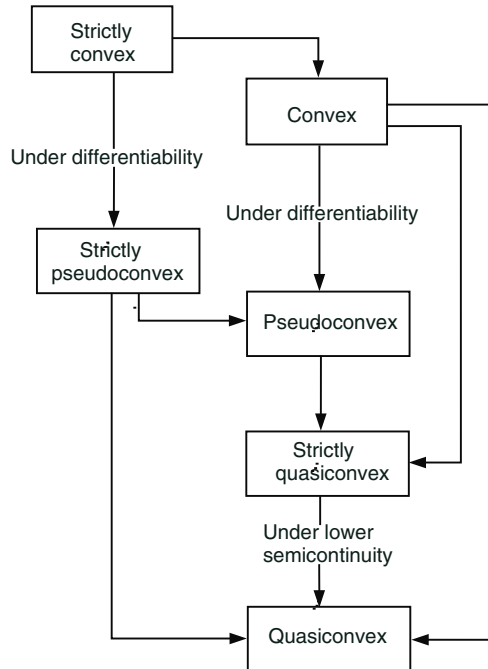 Strictly
convex
Convex
Under differentiability
Under differentiability
Strictly
pseudoconvex
Pseudoconvex
Strictly
quasiconvex
Under lower
semicontinuity
Quasiconvex